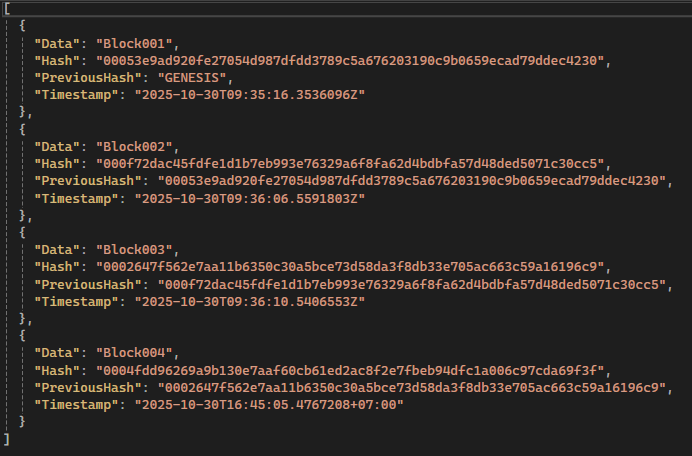 [
{
"Data": "Block001",
"Hash": "00053e9ad920fe27054d987dfdd3789c5a676203190c9b0659ecad79ddec4230",
"PreviousHash": "GENESIS",
"Timestamp": "2025-10-30T09:35:16.3536096Z"
},
{
"Data": "Block002",
"Hash": "000f72dac45fdfe1d1b7eb993e76329a6f8fa62d4bdbfa57d48ded5071c30cc5",
"PreviousHash": "00053e9ad920fe27054d987dfdd3789c5a676203190c9b0659ecad79ddec4230",
"Timestamp": "2025-10-30T09:36:06.5591803Z"
},
{
"Data": "Block003",
"Hash": "0002647f562e7aa11b6350c30a5bce73d58da3f8db33e705ac663c59a16196c9",
"PreviousHash": "000f72dac45fdfe1d1b7eb993e76329a6f8fa62d4bdbfa57d48ded5071c30cc5",
"Timestamp": "2025-10-30T09:36:10.5406553Z"
},
{
"Data": "Block004",
"Hash": "0004fdd96269a9b130e7aaf60cb61ed2ac8f2e7fbeb94dfc1a006c97cda69f3f",
"PreviousHash": "0002647f562e7aa11b6350c30a5bce73d58da3f8db33e705ac663c59a16196c9",
"Timestamp": "2025-10-30T16:45:05.4767208+07:00"
}
]